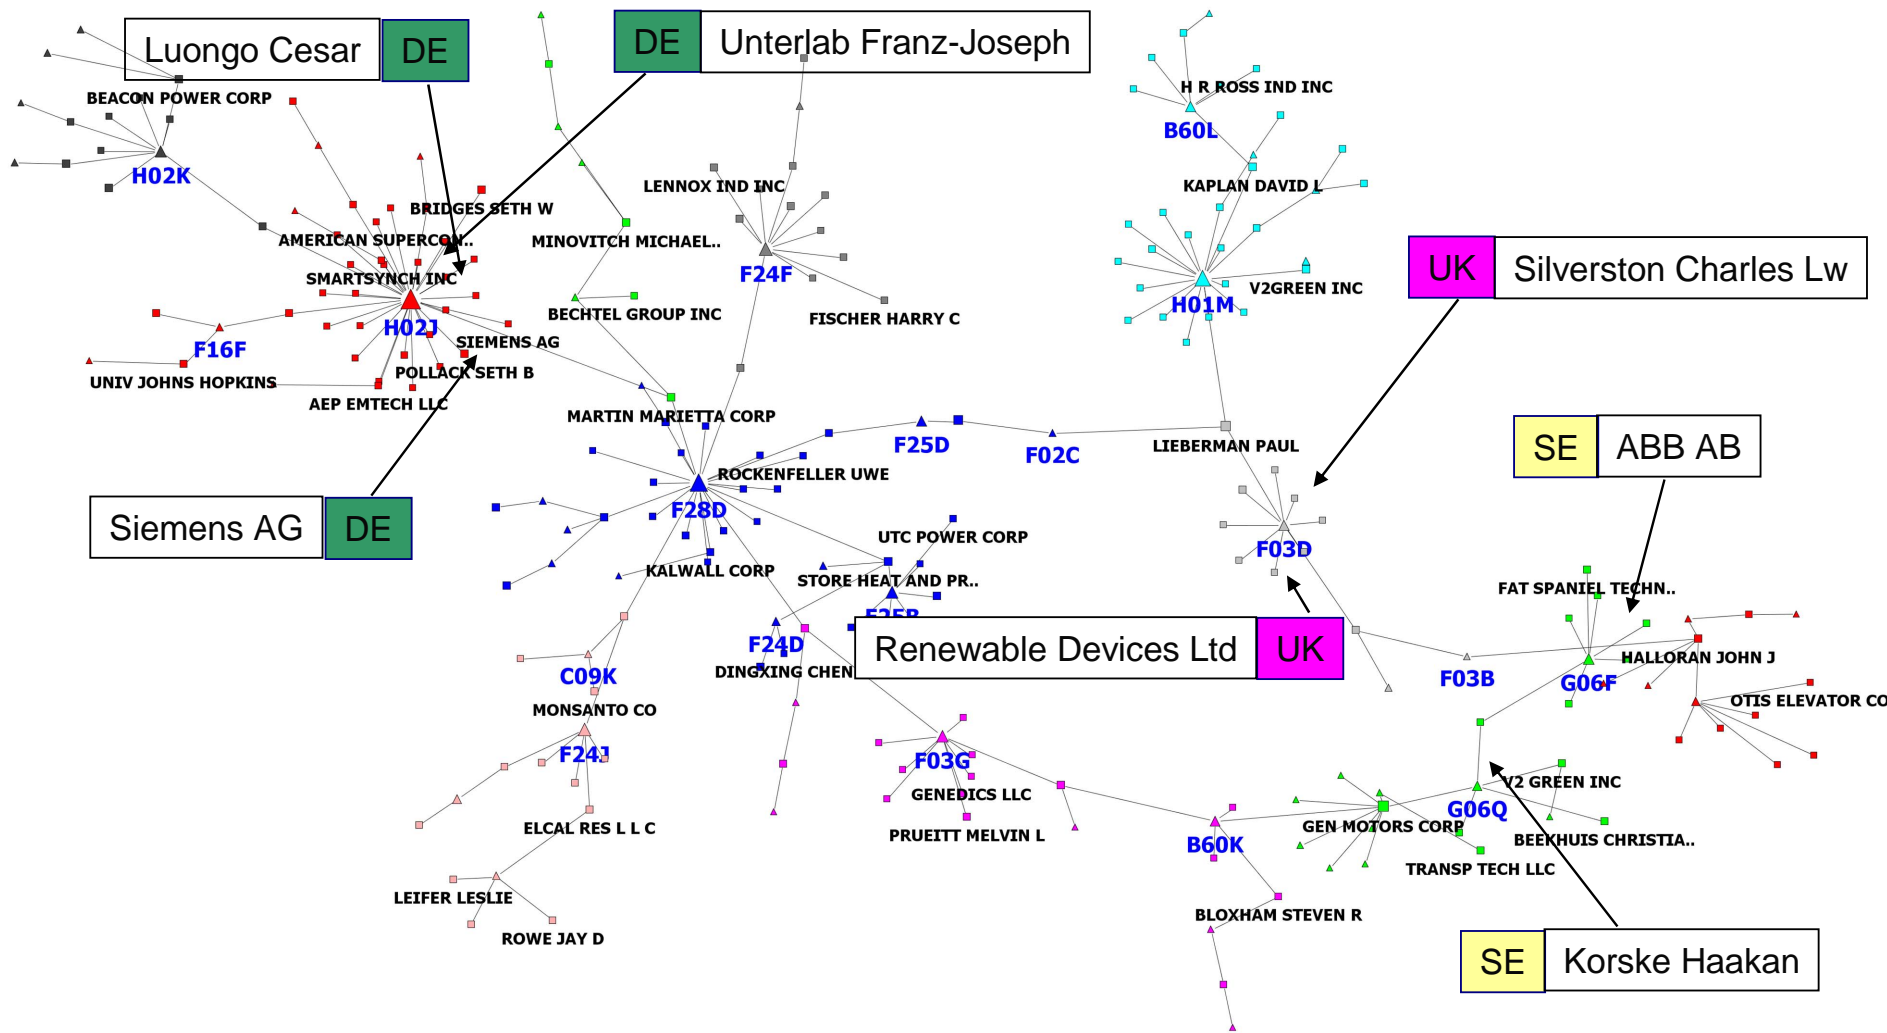 Luongo Cesar DE
DE Unterlab Franz-Joseph
H R ROSS IND INC
BEACON POWER CORP
B60L
H02K
LENNOX IND INC
KAPLAN DAVID L
BRIDGES SETH W
AMERICAN SUPERCON..
MINOVITCH MICHAEL..
UK Silverston Charles Lw
F24F
SMARTSYNCH INC
V2GREEN INC
H01M
BECHTEL GROUP INC
FISCHER HARRY C
H02J
F16F
SIEMENS AG
POLLACK SETH B
UNIV JOHNS HOPKINS
AEP EMTECH LLC
MARTIN MARIETTA CORP
F25D
F02C
LIEBERMAN PAUL
SE ABB AB
ROCKENFELLER UWE
F28D
Siemens AG DE
UTC POWER CORP
F03D
KALWALL CORP
STORE HEAT AND PR..
FAT SPANIEL TECHN..
F25B
F24D
Renewable Devices Ltd UK
HALLORAN JOHN J
DINGXING CHEN
C09K
F03B
G06F
OTIS ELEVATOR CO
MONSANTO CO
F24J
F03G
V2 GREEN INC
GENEDICS LLC
G06Q
ELCAL RES L L C
PRUEITT MELVIN L
B60K
GEN MOTORS CORP
BEEKHUIS CHRISTIA..
TRANSP TECH LLC
LEIFER LESLIE
BLOXHAM STEVEN R
ROWE JAY D
SE Korske Haakan